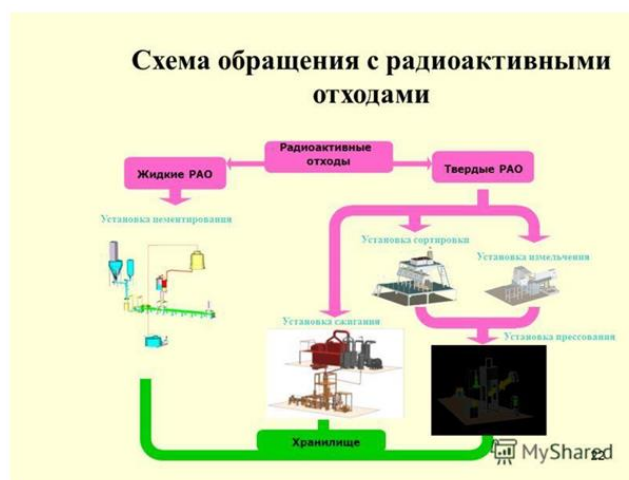 Схема обращения с радиоактивными
отходами
Радиоактивные
отходы
Жидкие РАО
Твердые РАО
Установка цементирования
Установка сортировки
Установка измельчения
Установка сжигания
Установка прессования
Хранилище
MyShared
22